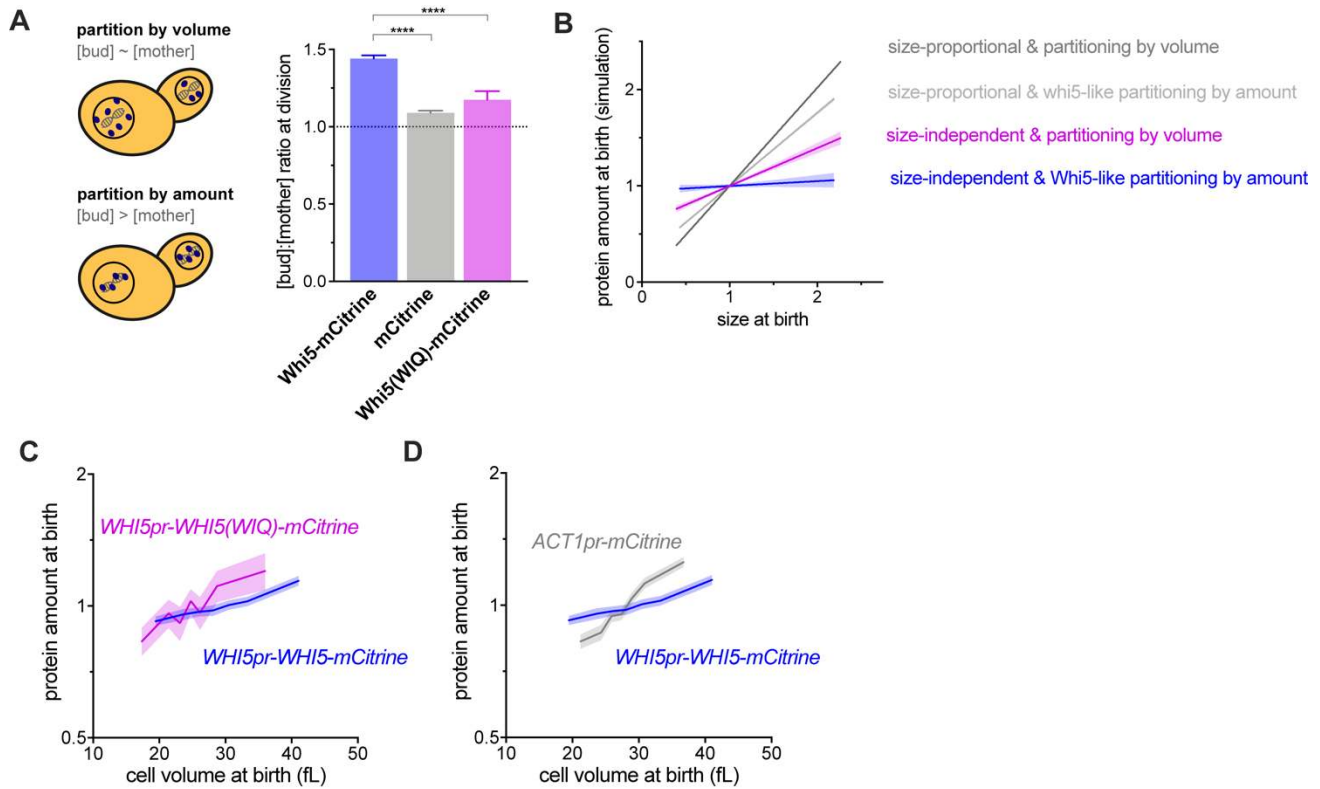 A
partition by volume
[bud] ~ [mother]
partition by amount
[bud] > [mother]
[bud]:[mother] ratio at division
1.5
1.0
0.5
0.0
****
****
Whi5-mCitrine
mCitrine
Whi5(WIQ)-mCitrine
B
protein amount at birth (simulation)
2
1
0
0
1
2
size at birth
size-proportional & partitioning by volume
size-proportional & whi5-like partitioning by amount
size-independent & partitioning by volume
size-independent & Whi5-like partitioning by amount
C
protein amount at birth
2
1
0.5
10
20
30
40
50
cell volume at birth (fL)
WHI5pr-WHI5(WIQ)-mCitrine
WHI5pr-WHI5-mCitrine
D
protein amount at birth
2
1
0.5
10
20
30
40
50
cell volume at birth (fL)
ACT1pr-mCitrine
WHI5pr-WHI5-mCitrine